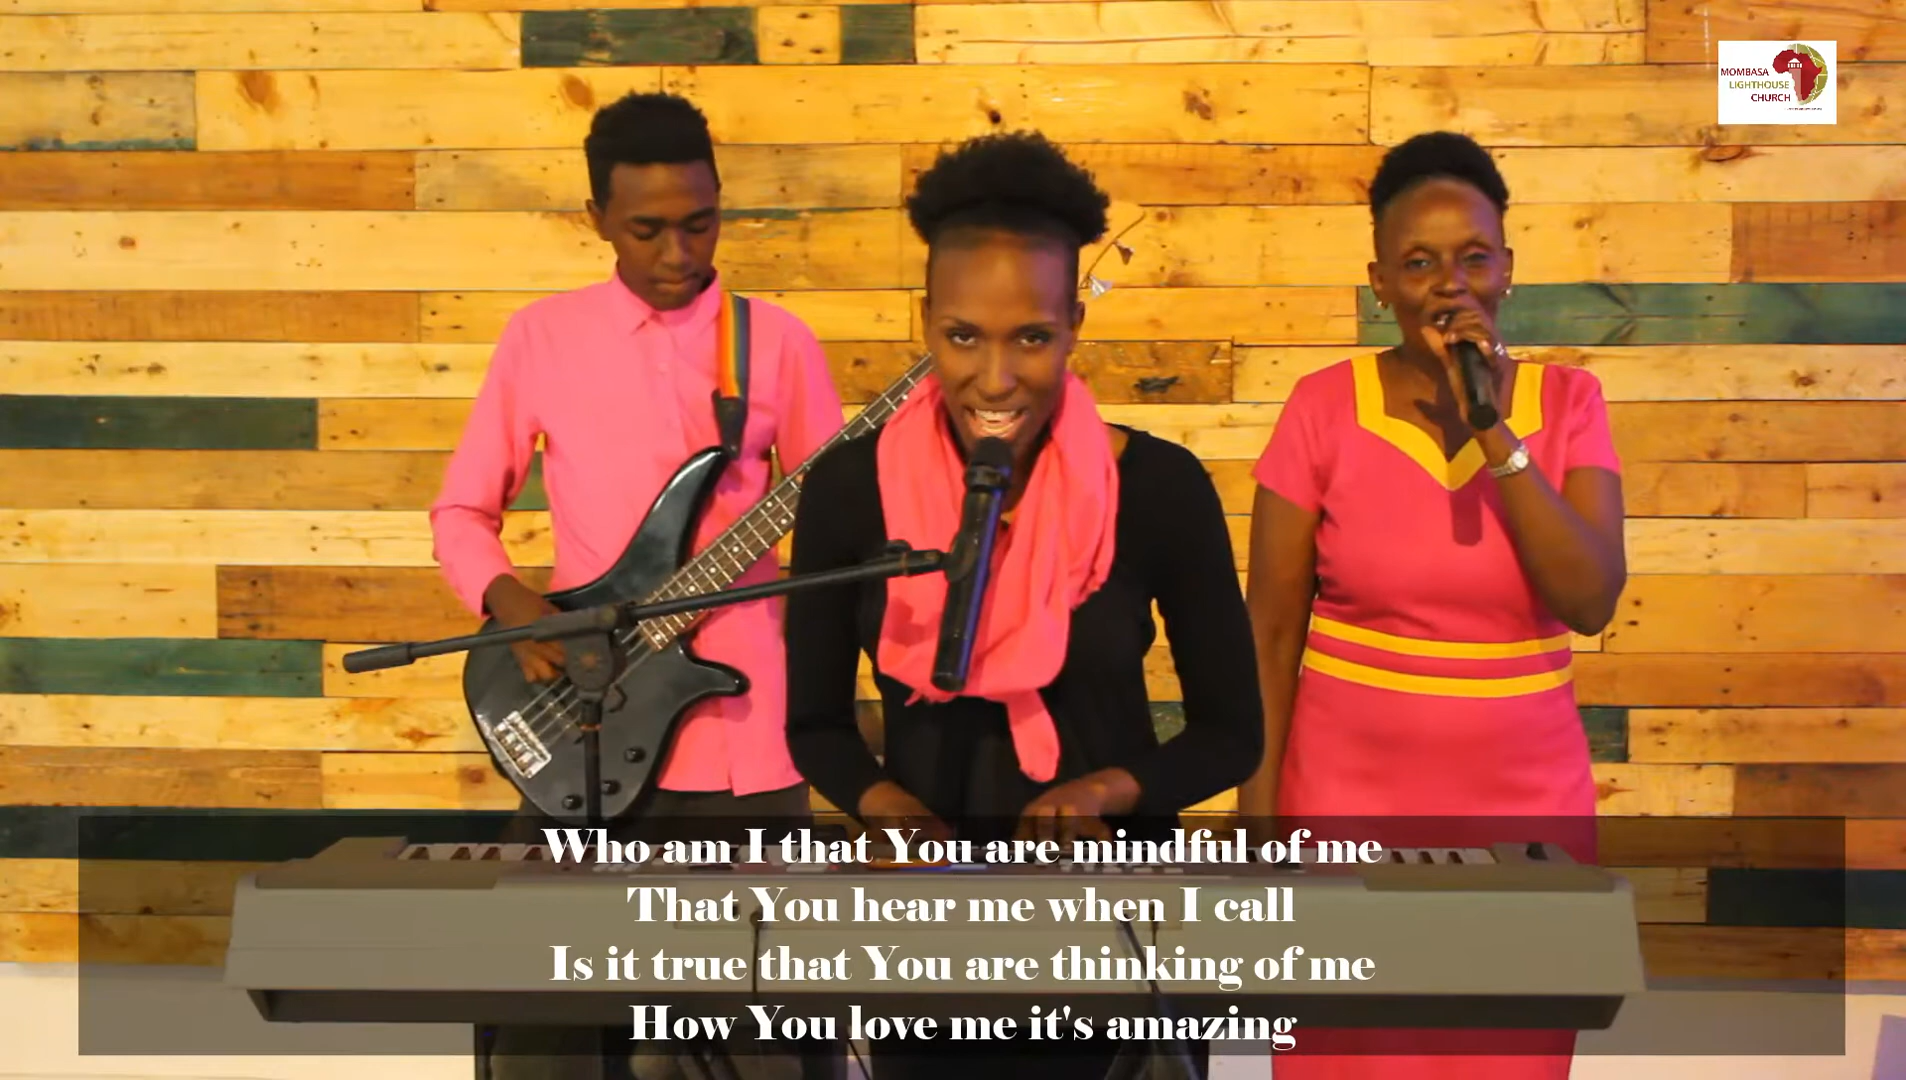 MOMBASA
LIGHTHOUSE
CHURCH
Who am I that You are mindful of me
That You hear me when I call
Is it true that You are thinking of me
How You love me it's amazing